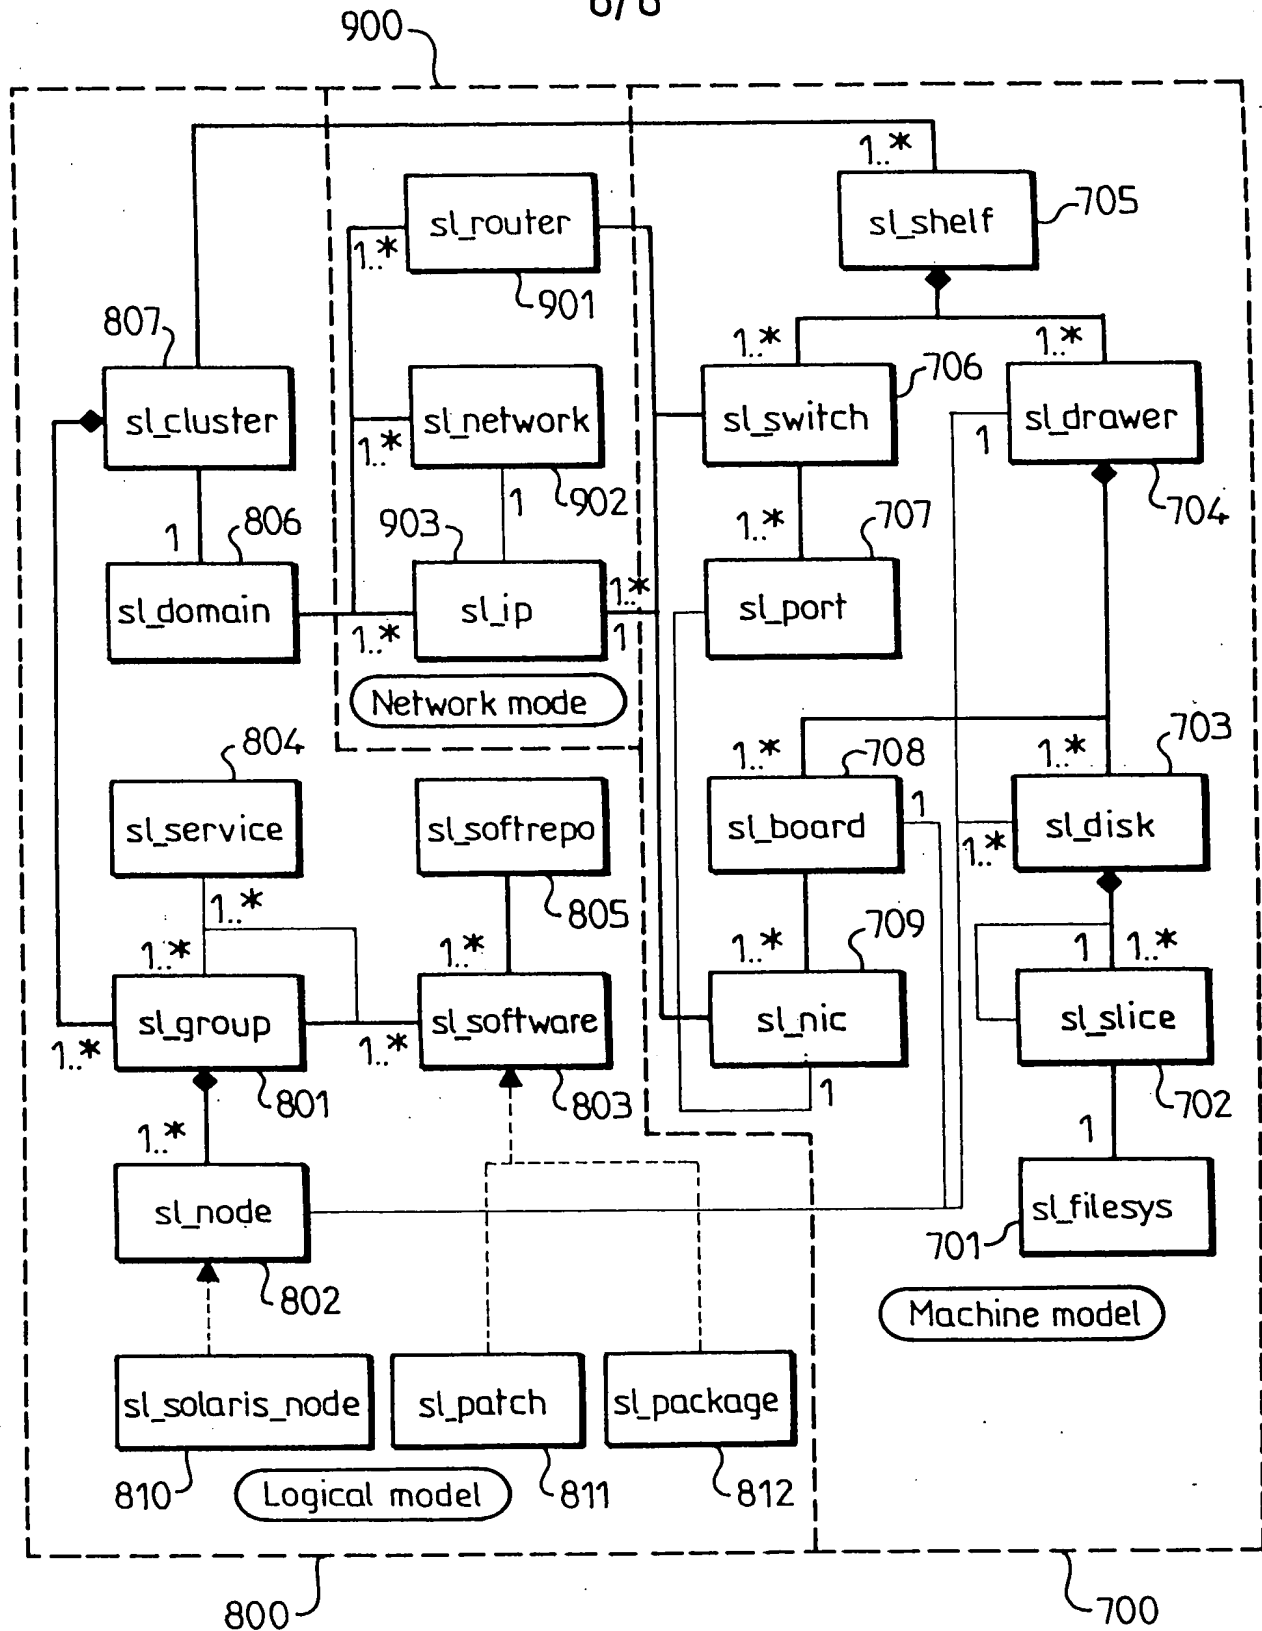 6/6
900
1..*
sl_shelf
705
sl_router
1..*
901
807
1..*
1..*
706
sl_cluster
sl_network
sl_switch
sl_drawer
1..*
1
902
1
704
806
903
1..*
707
1
sl_domain
sl_ip
1..*
sl_port
1..*
1
Network mode
804
1..*
708
1..*
703
sl_service
sl_softrepo
sl_board
1
sl_disk
1..*
1..*
805
709
1..*
1..*
1..*
1
1..*
sl_group
sl_software
sl_nic
sl_slice
1..*
1..*
801
803
1
702
1..*
1
sl_node
sl_filesys
701
802
Machine model
sl_solaris_node
sl_patch
sl_package
810
Logical model
811
812
800
700